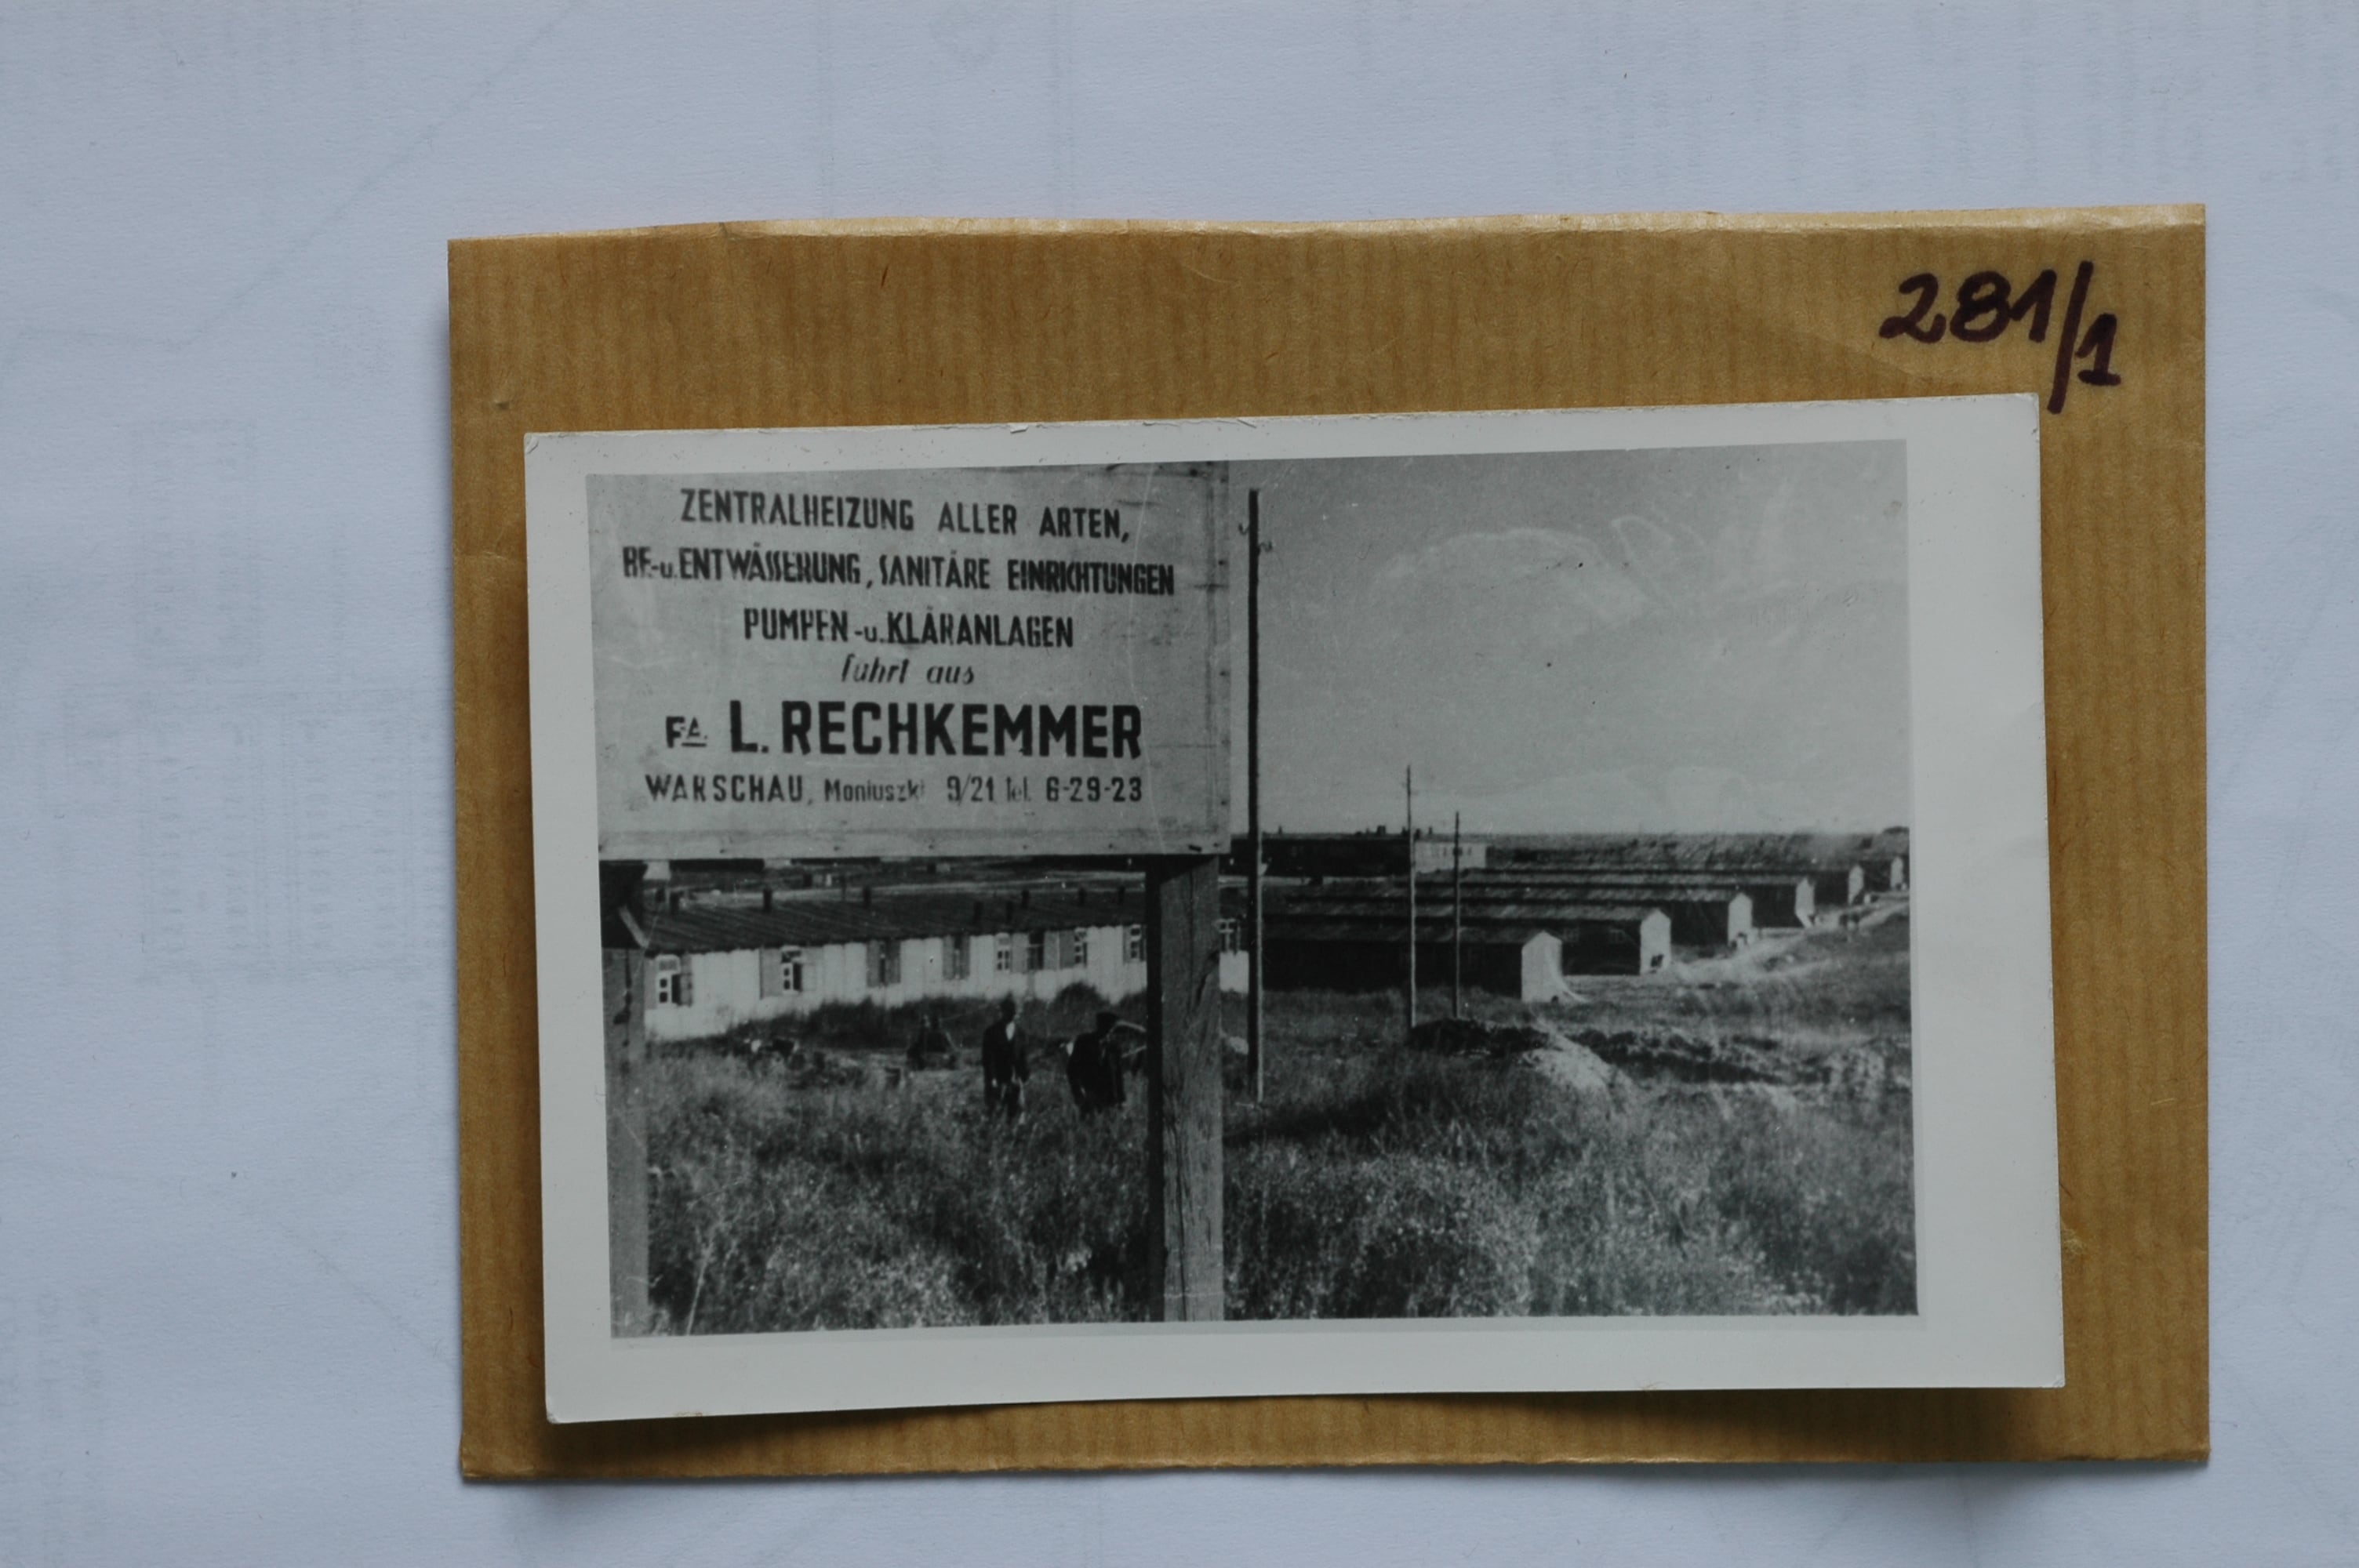 281/1
ZENTRALHEIZUNG ALLER ARTEN,
BE-u.ENTWÄSSERUNG, SANITÄRE EINRICHTUNGEN
PUMPEN-u.KLÄRANLAGEN
führt aus
FA. L. RECHKEMMER
WARSCHAU, Moniuszki 9/21 Tel. 6-29-23